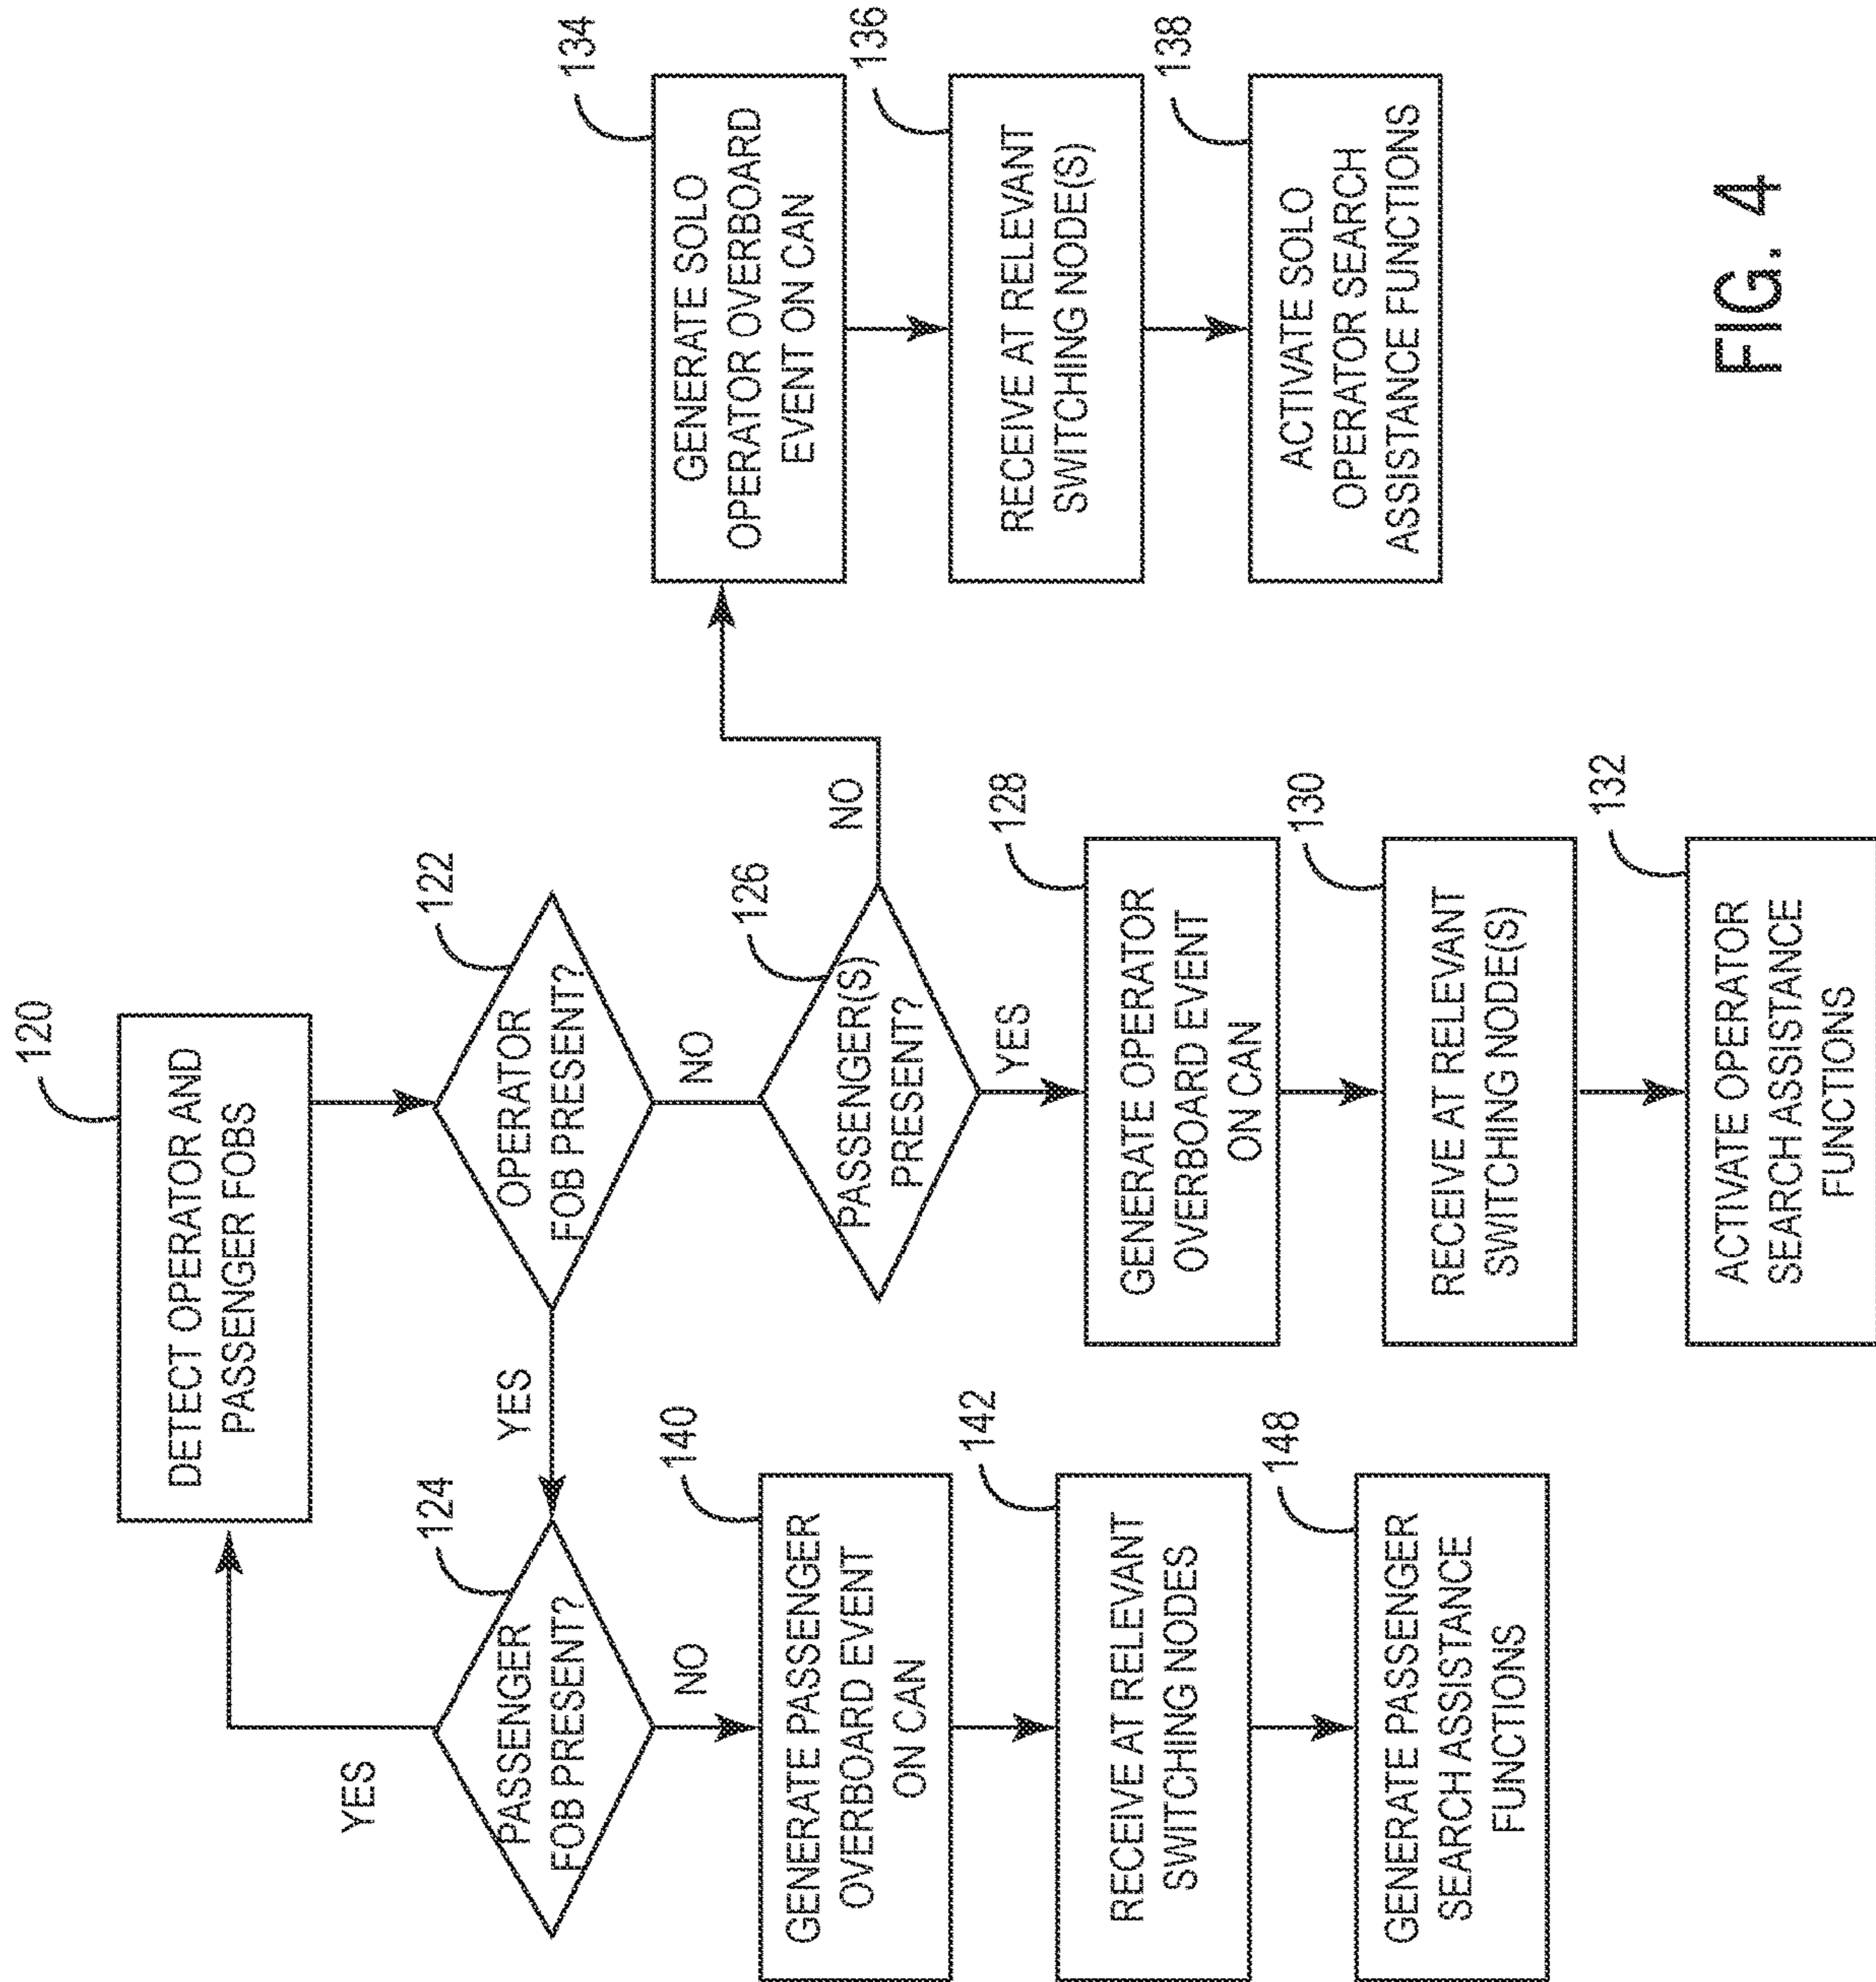 120
DETECT OPERATOR AND
PASSENGER FOBS
122
OPERATOR
FOB PRESENT?
YES
NO
124
PASSENGER
FOB PRESENT?
YES
NO
126
PASSENGER(S)
PRESENT?
NO
YES
140
GENERATE PASSENGER
OVERBOARD EVENT
ON CAN
142
RECEIVE AT RELEVANT
SWITCHING NODES
148
GENERATE PASSENGER
SEARCH ASSISTANCE
FUNCTIONS
128
GENERATE OPERATOR
OVERBOARD EVENT
ON CAN
130
RECEIVE AT RELEVANT
SWITCHING NODE(S)
132
ACTIVATE OPERATOR
SEARCH ASSISTANCE
FUNCTIONS
134
GENERATE SOLO
OPERATOR OVERBOARD
EVENT ON CAN
136
RECEIVE AT RELEVANT
SWITCHING NODE(S)
138
ACTIVATE SOLO
OPERATOR SEARCH
ASSISTANCE FUNCTIONS
FIG. 4